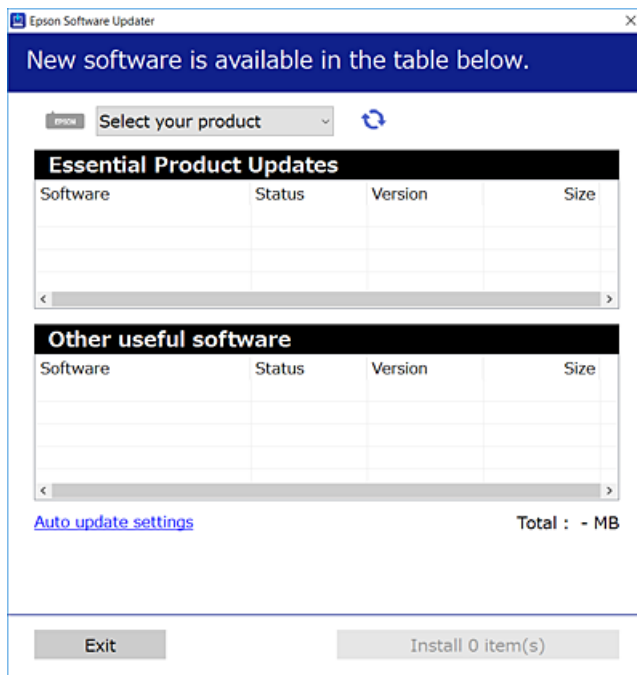 Epson Software Updater
New software is available in the table below.
EPSON Select your product
Essential Product Updates
Software Status Version Size
Other useful software
Software Status Version Size
Auto update settings Total : - MB
Exit Install 0 item(s)